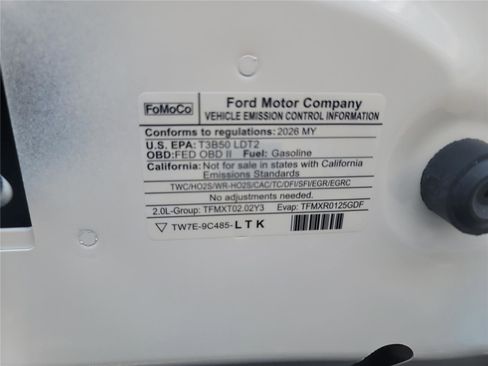 FoMoCo
Ford Motor Company
VEHICLE EMISSION CONTROL INFORMATION
Conforms to regulations: 2026 MY
U.S. EPA: T3B50 LDT2
OBD:FED OBD II Fuel: Gasoline
California: Not for sale in states with California
Emissions Standards
TWC/HO2S/WR-HO2S/CAC/TC/DFI/SFI/EGR/EGRC
No adjustments needed.
2.0L-Group: TFMXT02.02Y3 Evap: TFMXR0125GDF
TW7E-9C485-LTK